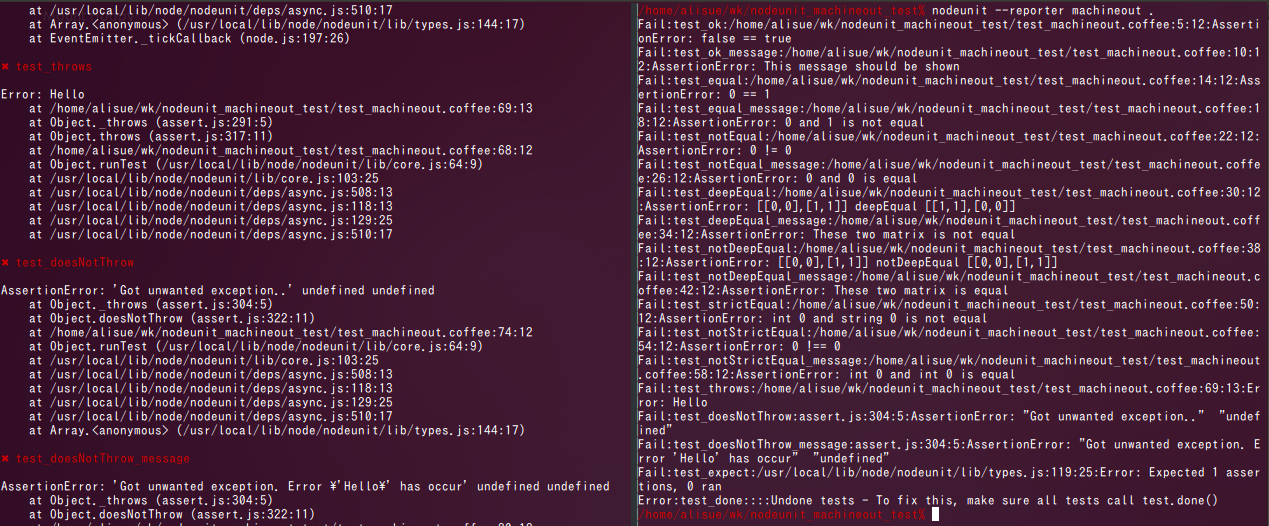 at /usr/local/lib/node/nodeunit/deps/async.js:510:17
at Array.<anonymous> (/usr/local/lib/node/nodeunit/lib/types.js:144:17)
at EventEmitter._tickCallback (node.js:197:26)
✖ test_throws
Error: Hello
at /home/alisue/wk/nodeunit_machineout_test/test_machineout.coffee:69:13
at Object._throws (assert.js:291:5)
at Object.throws (assert.js:317:11)
at /home/alisue/wk/nodeunit_machineout_test/test_machineout.coffee:68:12
at Object.runTest (/usr/local/lib/node/nodeunit/lib/core.js:64:9)
at /usr/local/lib/node/nodeunit/lib/core.js:103:25
at /usr/local/lib/node/nodeunit/deps/async.js:508:13
at /usr/local/lib/node/nodeunit/deps/async.js:118:13
at /usr/local/lib/node/nodeunit/deps/async.js:129:25
at /usr/local/lib/node/nodeunit/deps/async.js:510:17
✖ test_doesNotThrow
AssertionError: 'Got unwanted exception..' undefined undefined
at Object._throws (assert.js:304:5)
at Object.doesNotThrow (assert.js:322:11)
at /home/alisue/wk/nodeunit_machineout_test/test_machineout.coffee:74:12
at Object.runTest (/usr/local/lib/node/nodeunit/lib/core.js:64:9)
at /usr/local/lib/node/nodeunit/lib/core.js:103:25
at /usr/local/lib/node/nodeunit/deps/async.js:508:13
at /usr/local/lib/node/nodeunit/deps/async.js:118:13
at /usr/local/lib/node/nodeunit/deps/async.js:129:25
at /usr/local/lib/node/nodeunit/deps/async.js:510:17
at Array.<anonymous> (/usr/local/lib/node/nodeunit/lib/types.js:144:17)
✖ test_doesNotThrow_message
AssertionError: 'Got unwanted exception. Error ¥'Hello¥' has occur' undefined undefined
at Object._throws (assert.js:304:5)
at Object.doesNotThrow (assert.js:322:11)
/home/alisue/wk/nodeunit_machineout_test% nodeunit --reporter machineout .
Fail:test_ok:/home/alisue/wk/nodeunit_machineout_test/test_machineout.coffee:5:12:Asserti
onError: false == true
Fail:test_ok_message:/home/alisue/wk/nodeunit_machineout_test/test_machineout.coffee:10:1
2:AssertionError: This message should be shown
Fail:test_equal:/home/alisue/wk/nodeunit_machineout_test/test_machineout.coffee:14:12:Ass
ertionError: 0 == 1
Fail:test_equal_message:/home/alisue/wk/nodeunit_machineout_test/test_machineout.coffee:1
8:12:AssertionError: 0 and 1 is not equal
Fail:test_notEqual:/home/alisue/wk/nodeunit_machineout_test/test_machineout.coffee:22:12:
AssertionError: 0 != 0
Fail:test_notEqual_message:/home/alisue/wk/nodeunit_machineout_test/test_machineout.coffe
e:26:12:AssertionError: 0 and 0 is equal
Fail:test_deepEqual:/home/alisue/wk/nodeunit_machineout_test/test_machineout.coffee:30:12
:AssertionError: [[0,0],[1,1]] deepEqual [[1,1],[0,0]]
Fail:test_deepEqual_message:/home/alisue/wk/nodeunit_machineout_test/test_machineout.coff
ee:34:12:AssertionError: These two matrix is not equal
Fail:test_notDeepEqual:/home/alisue/wk/nodeunit_machineout_test/test_machineout.coffee:38
:12:AssertionError: [[0,0],[1,1]] notDeepEqual [[0,0],[1,1]]
Fail:test_notDeepEqual_message:/home/alisue/wk/nodeunit_machineout_test/test_machineout.c
offee:42:12:AssertionError: These two matrix is equal
Fail:test_strictEqual:/home/alisue/wk/nodeunit_machineout_test/test_machineout.coffee:50:
12:AssertionError: int 0 and string 0 is not equal
Fail:test_notStrictEqual:/home/alisue/wk/nodeunit_machineout_test/test_machineout.coffee:
54:12:AssertionError: 0 !== 0
Fail:test_notStrictEqual_message:/home/alisue/wk/nodeunit_machineout_test/test_machineout
.coffee:58:12:AssertionError: int 0 and int 0 is equal
Fail:test_throws:/home/alisue/wk/nodeunit_machineout_test/test_machineout.coffee:69:13:Er
ror: Hello
Fail:test_doesNotThrow:assert.js:304:5:AssertionError: "Got unwanted exception.." "undef
ined"
Fail:test_doesNotThrow_message:assert.js:304:5:AssertionError: "Got unwanted exception. E
rror 'Hello' has occur" "undefined"
Fail:test_expect:/usr/local/lib/node/nodeunit/lib/types.js:119:25:Error: Expected 1 asser
tions, 0 ran
Error:test_done::::Undone tests - To fix this, make sure all tests call test.done()
/home/alisue/wk/nodeunit_machineout_test%